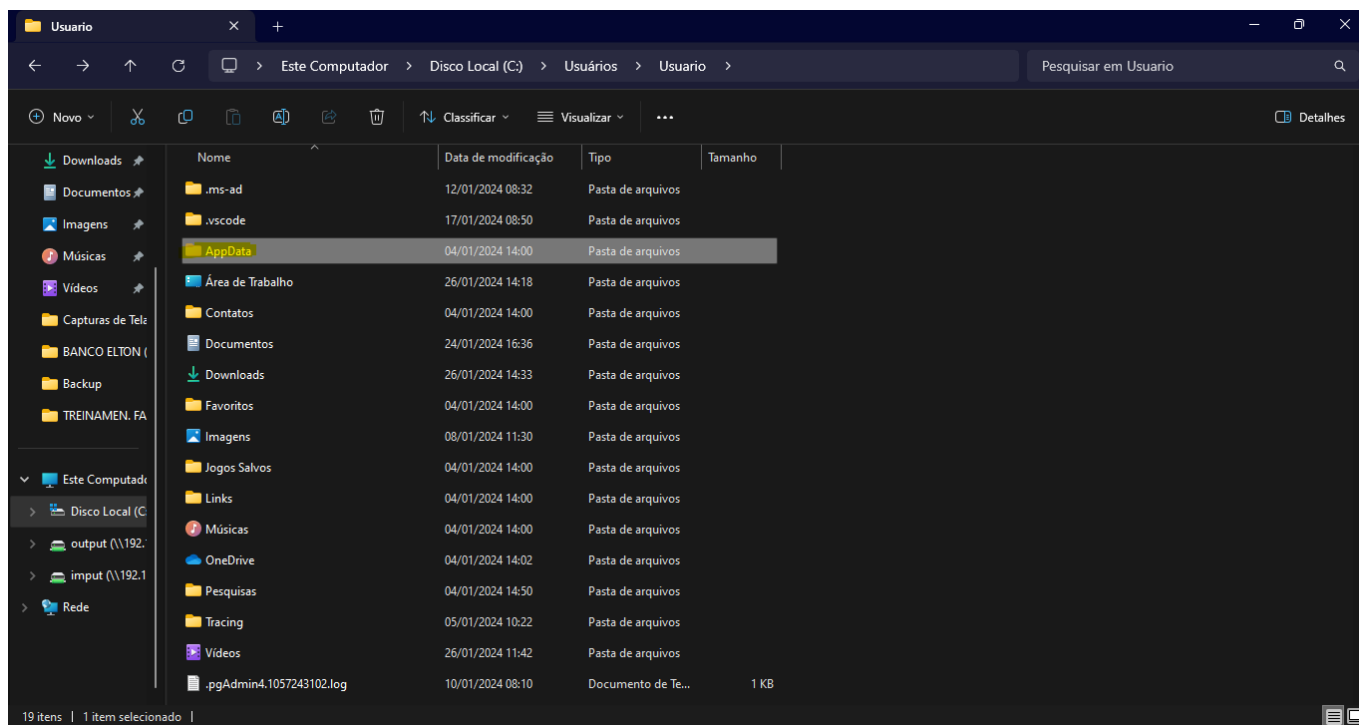 Usuario
Este Computador > Disco Local (C:) > Usuários > Usuario >
Pesquisar em Usuario
Novo
Classificar
Visualizar
Detalhes
Downloads
Documentos
Imagens
Músicas
Vídeos
Capturas de Tela
BANCO ELTON (
Backup
TREINAMEN. FA
Este Computado
Disco Local (C
output (\\192.
imput (\\192.1
Rede
Nome Data de modificação Tipo Tamanho
.ms-ad 12/01/2024 08:32 Pasta de arquivos
.vscode 17/01/2024 08:50 Pasta de arquivos
AppData 04/01/2024 14:00 Pasta de arquivos
Área de Trabalho 26/01/2024 14:18 Pasta de arquivos
Contatos 04/01/2024 14:00 Pasta de arquivos
Documentos 24/01/2024 16:36 Pasta de arquivos
Downloads 26/01/2024 14:33 Pasta de arquivos
Favoritos 04/01/2024 14:00 Pasta de arquivos
Imagens 08/01/2024 11:30 Pasta de arquivos
Jogos Salvos 04/01/2024 14:00 Pasta de arquivos
Links 04/01/2024 14:00 Pasta de arquivos
Músicas 04/01/2024 14:00 Pasta de arquivos
OneDrive 04/01/2024 14:02 Pasta de arquivos
Pesquisas 04/01/2024 14:50 Pasta de arquivos
Tracing 05/01/2024 10:22 Pasta de arquivos
Vídeos 26/01/2024 11:42 Pasta de arquivos
.pgAdmin4.1057243102.log 10/01/2024 08:10 Documento de Te... 1 KB
19 itens | 1 item selecionado |